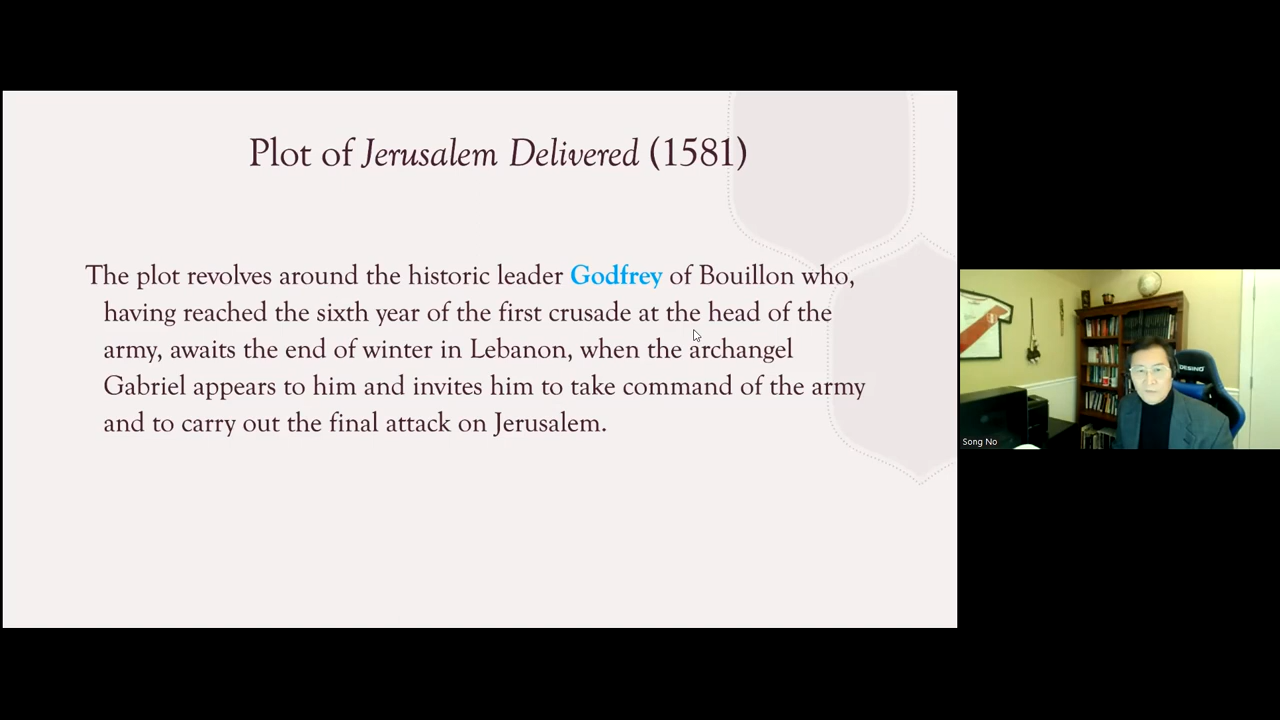 Plot of Jerusalem Delivered (1581)
The plot revolves around the historic leader Godfrey of Bouillon who,
having reached the sixth year of the first crusade at the head of the
army, awaits the end of winter in Lebanon, when the archangel
Gabriel appears to him and invites him to take command of the army
and to carry out the final attack on Jerusalem.
DESINO
Song No